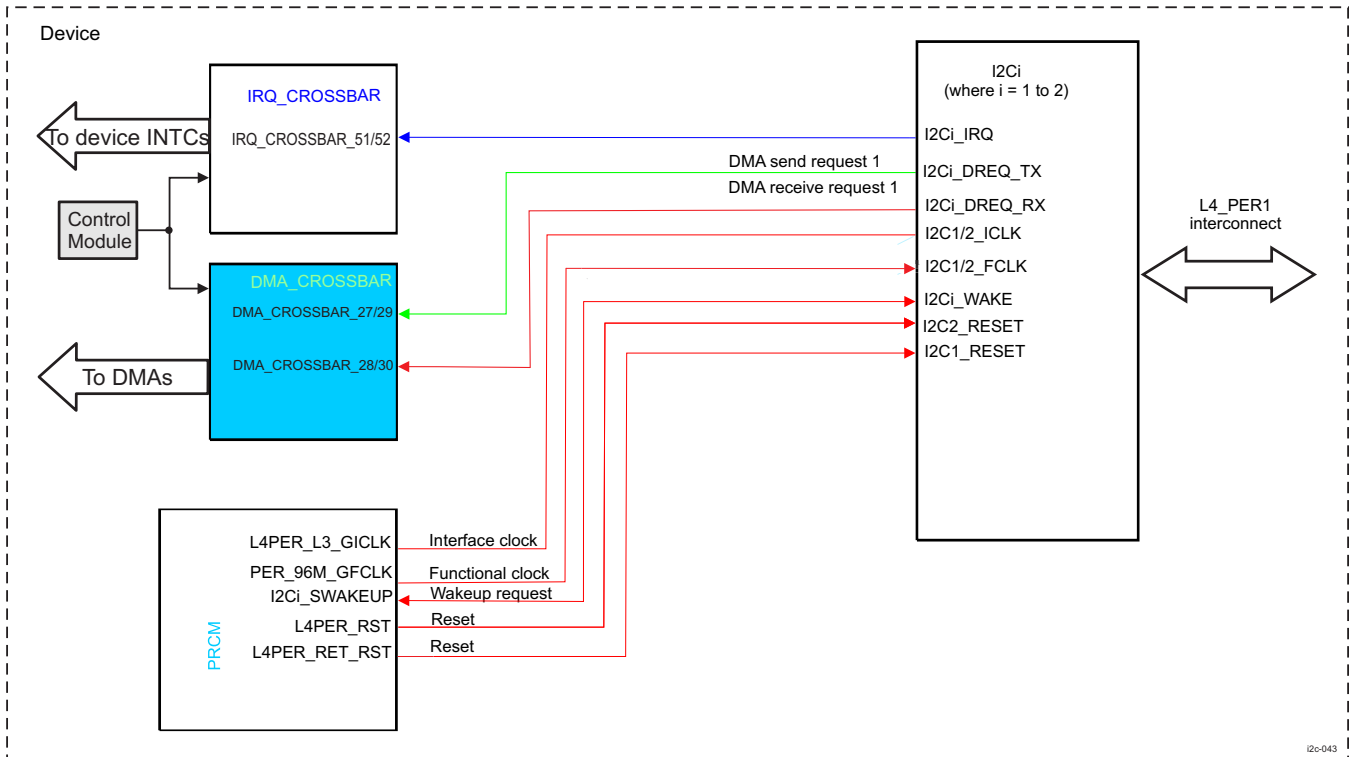 Device
IRQ_CROSSBAR
IRQ_CROSSBAR_51/52
To device INTCs
Control
Module
DMA_CROSSBAR
DMA_CROSSBAR_27/29
DMA_CROSSBAR_28/30
To DMAs
DMA send request 1
DMA receive request 1
I2Ci
(where i = 1 to 2)
I2Ci_IRQ
I2Ci_DREQ_TX
I2Ci_DREQ_RX
I2C1/2_ICLK
I2C1/2_FCLK
I2Ci_WAKE
I2C2_RESET
I2C1_RESET
L4_PER1
interconnect
PRCM
L4PER_L3_GICLK
Interface clock
PER_96M_GFCLK
Functional clock
I2Ci_SWAKEUP
Wakeup request
L4PER_RST
Reset
L4PER_RET_RST
Reset
i2c-043